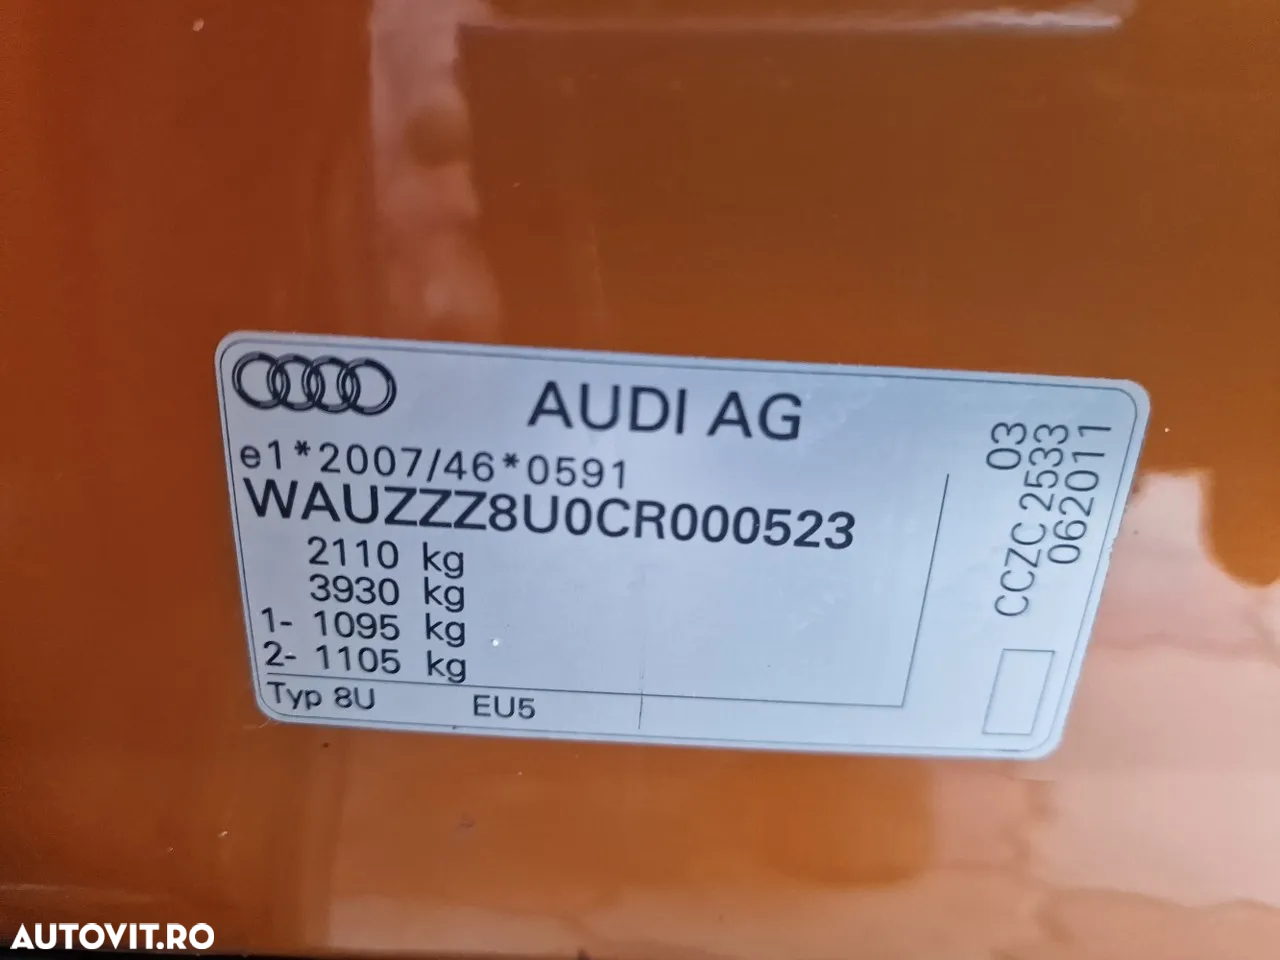 AUDI AG
e1*2007/46*0591
WAUZZZ8U0CR000523
2110 kg
3930 kg
1- 1095 kg
2- 1105 kg
Typ 8U EU5
03
CCZC 2533
062011
AUTOVIT.RO